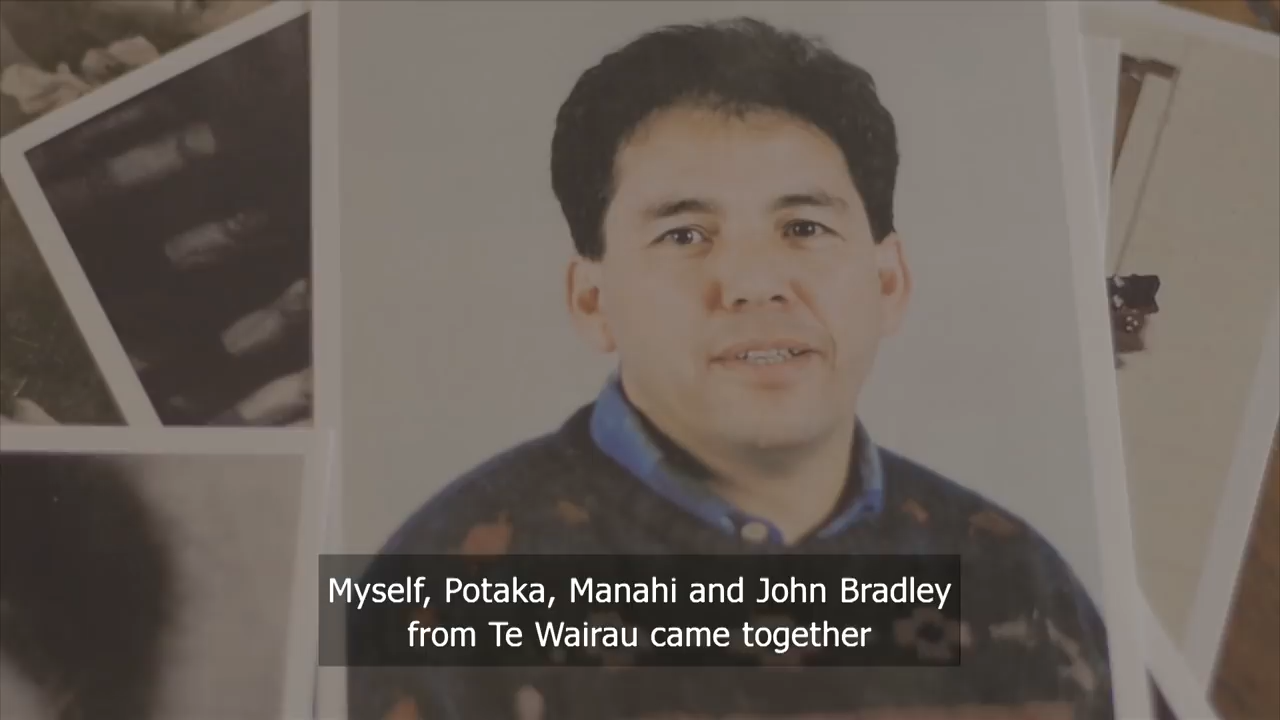 Myself, Potaka, Manahi and John Bradley
from Te Wairau came together